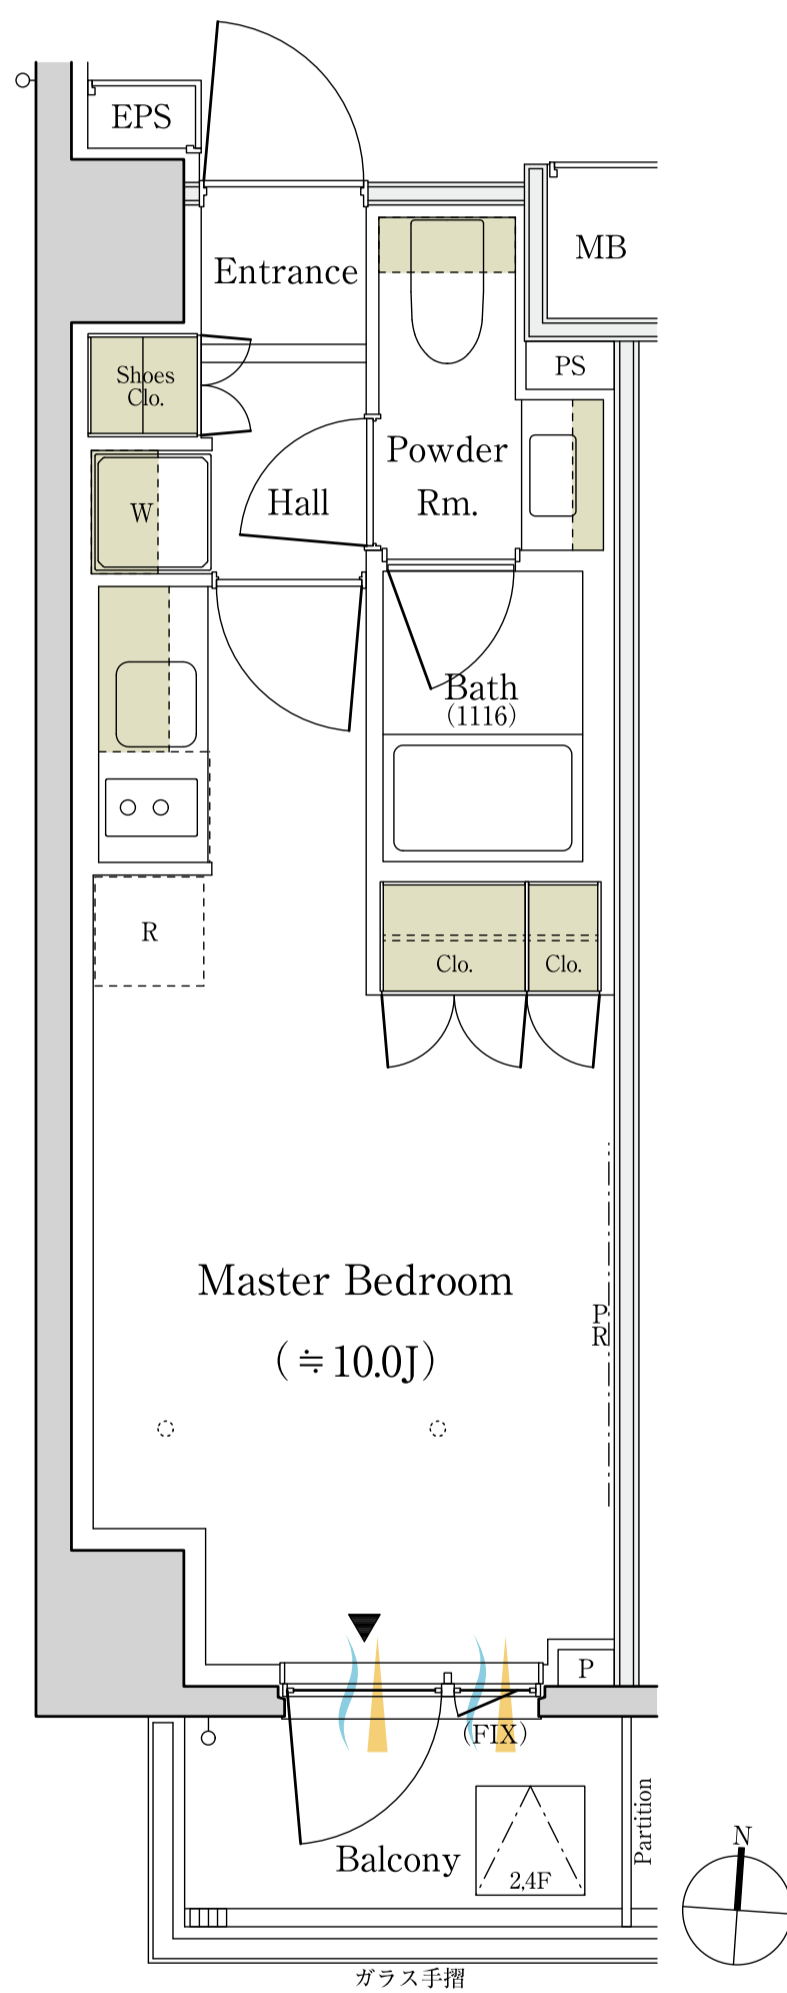 EPS
MB
Entrance
PS
Shoes
Clo.
Powder
Rm.
W
Hall
Bath
(1116)
R
Clo.
Clo.
Master Bedroom
(≒10.0J)
P
R
P
(FIX)
Partition
Balcony
2,4F
N
ガラス手摺